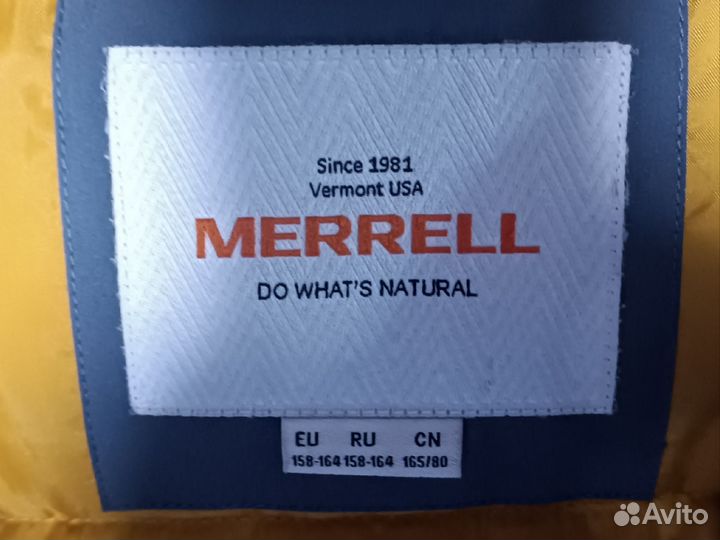 Since 1981
Vermont USA
MERRELL
DO WHAT'S NATURAL
EU RU CN
158-164 158-164 165/80
Avito